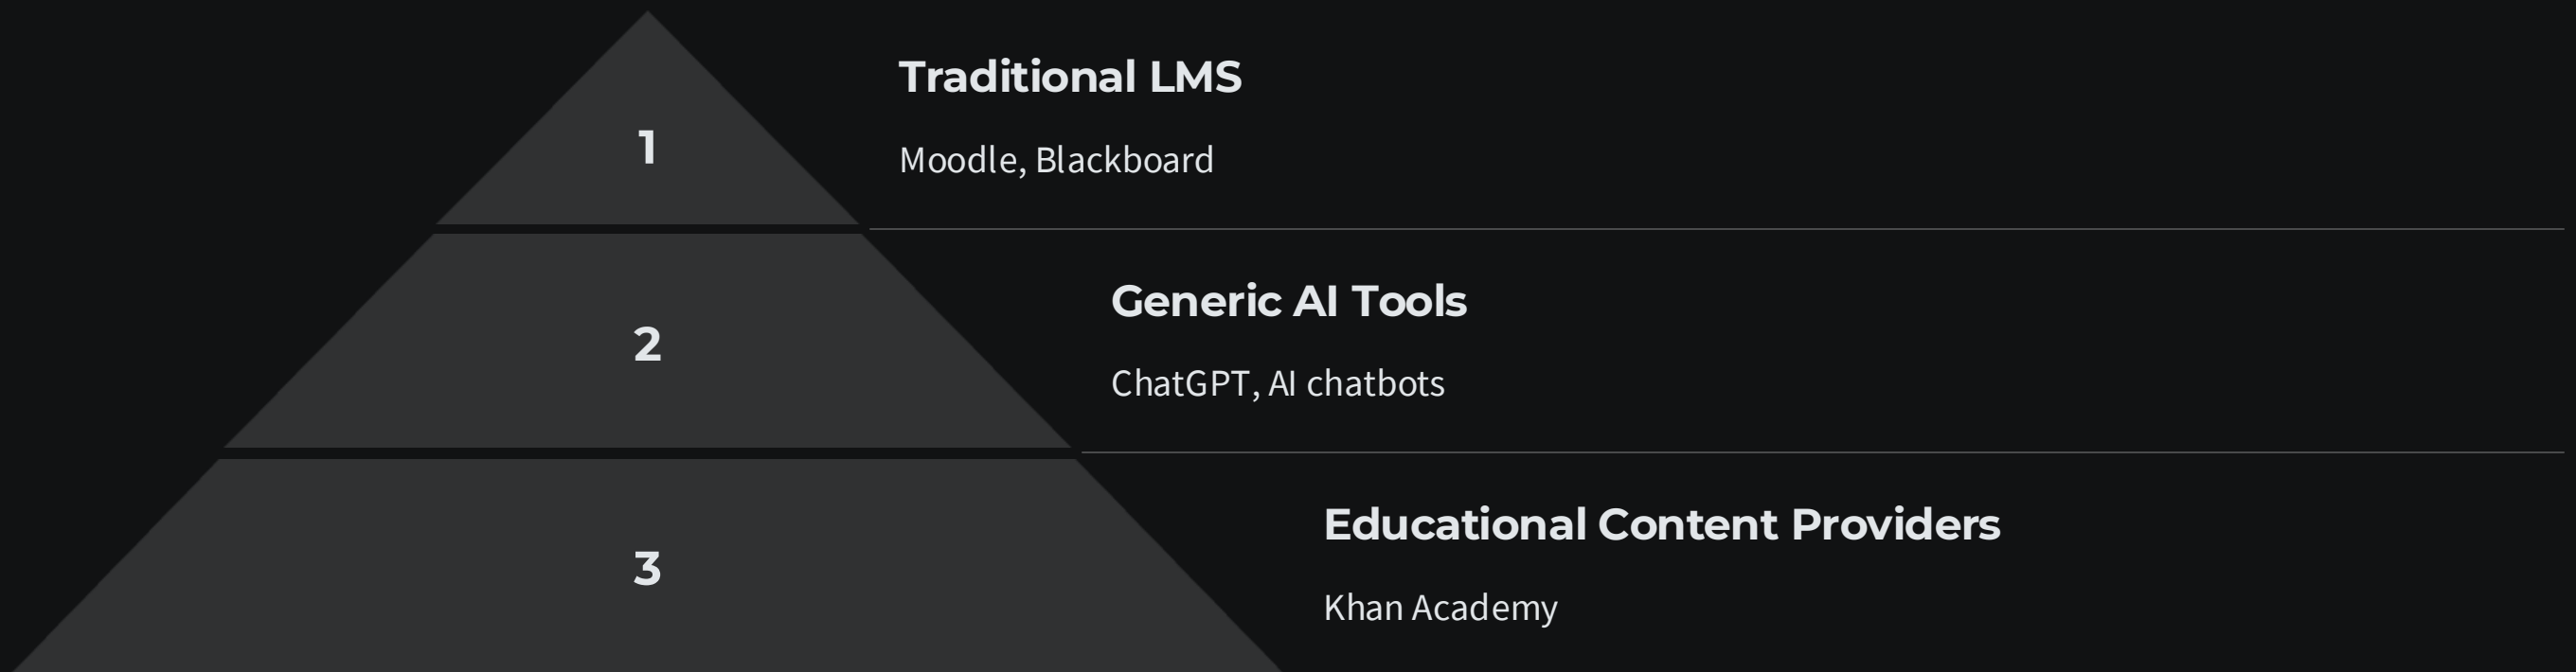 1
Traditional LMS
Moodle, Blackboard
2
Generic AI Tools
ChatGPT, AI chatbots
3
Educational Content Providers
Khan Academy